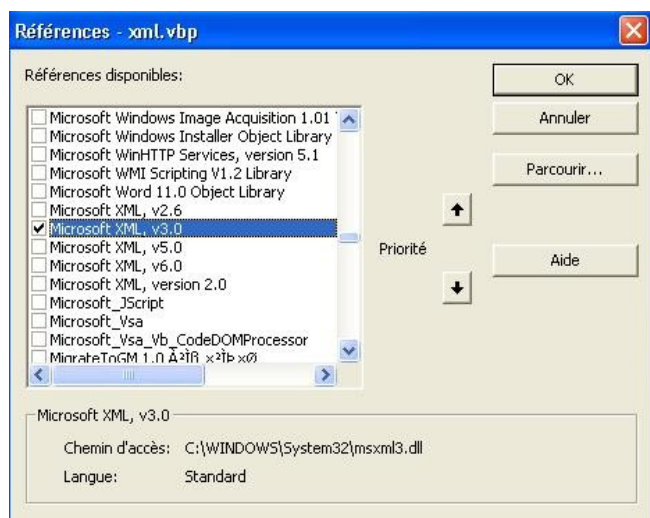 Références - xml.vbp
Références disponibles:
Microsoft Windows Image Acquisition 1.01
Microsoft Windows Installer Object Library
Microsoft WinHTTP Services, version 5.1
Microsoft WMI Scripting V1.2 Library
Microsoft Word 11.0 Object Library
Microsoft XML, v2.6
Microsoft XML, v3.0
Microsoft XML, v5.0
Microsoft XML, v6.0
Microsoft XML, version 2.0
Microsoft_JScript
Microsoft_Vsa
Microsoft_Vsa_Vb_CodeDOMProcessor
MigrateToGM 1.0
Priorité
OK
Annuler
Parcourir...
Aide
Microsoft XML, v3.0
Chemin d'accès: C:\WINDOWS\System32\msxml3.dll
Langue: Standard